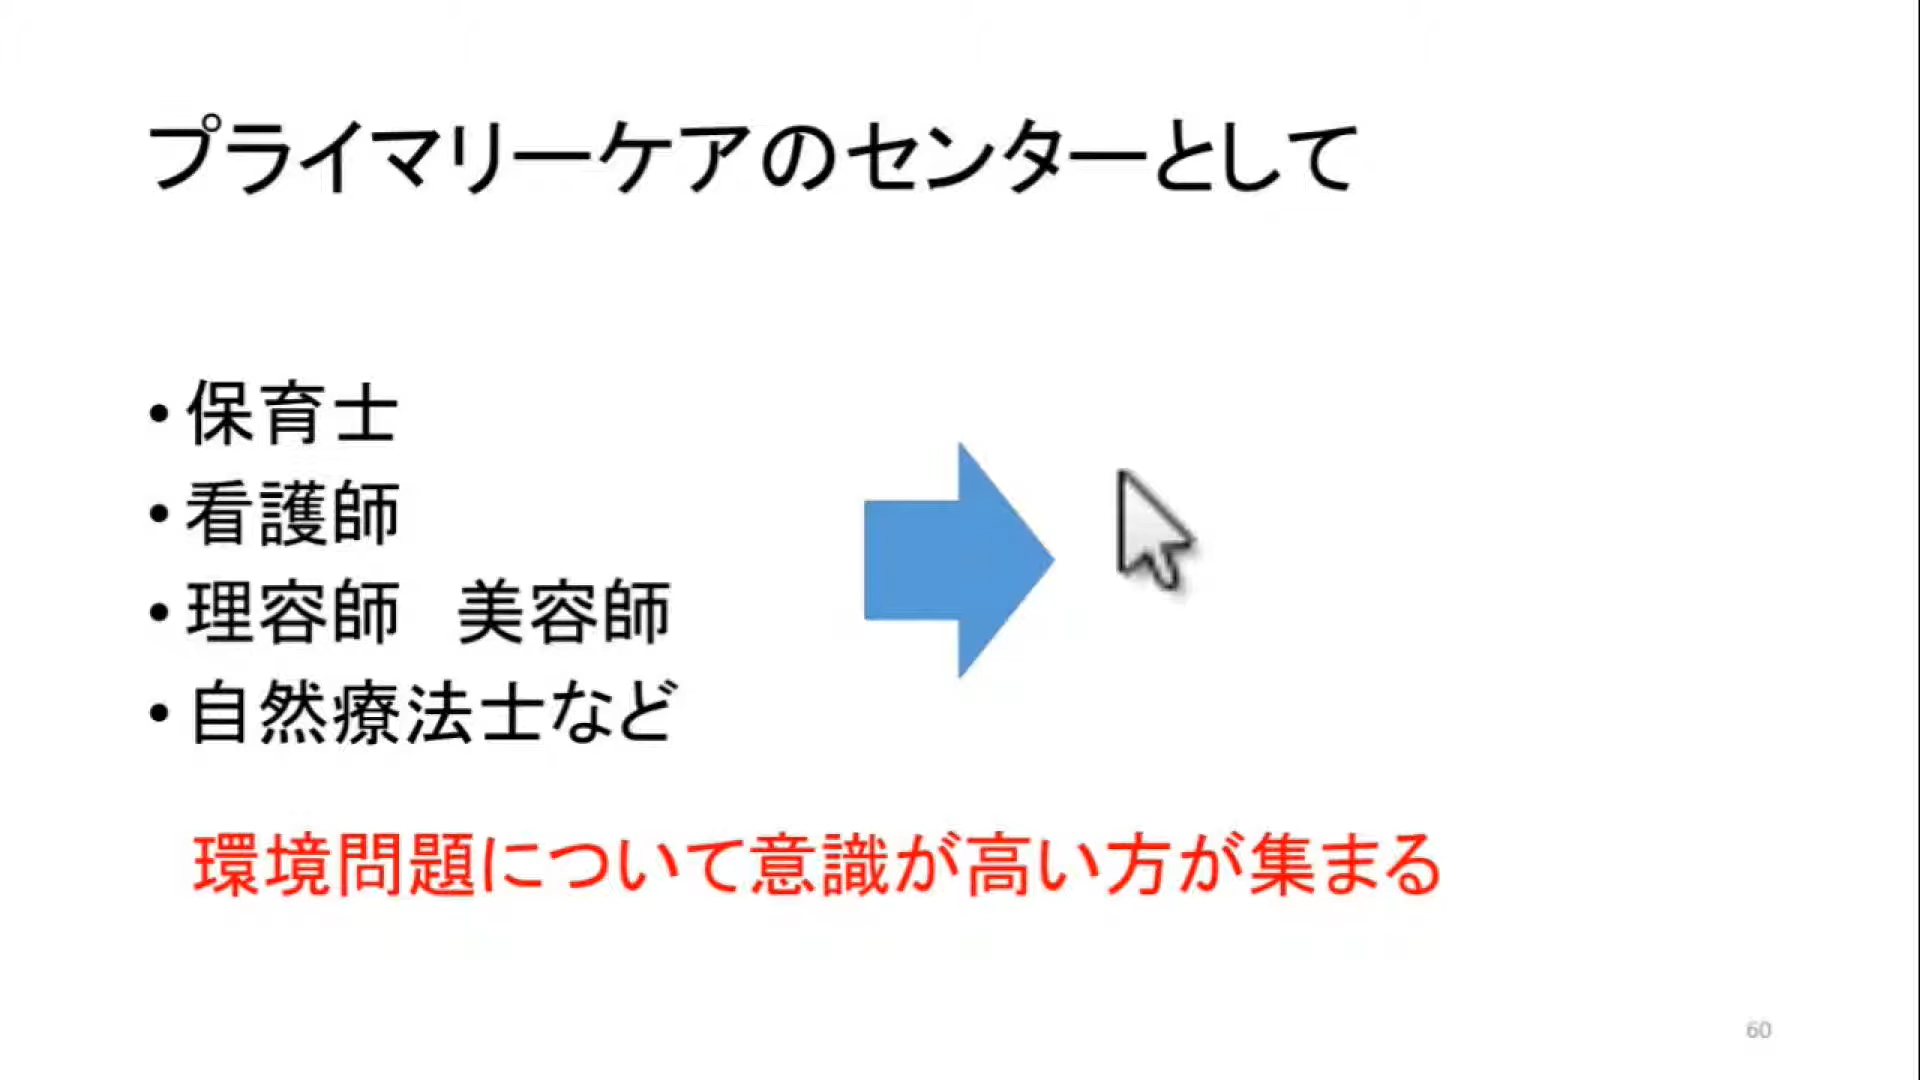 プライマリーケアのセンターとして
• 保育士
• 看護師
• 理容師　美容師
• 自然療法士など
環境問題について意識が高い方が集まる
60